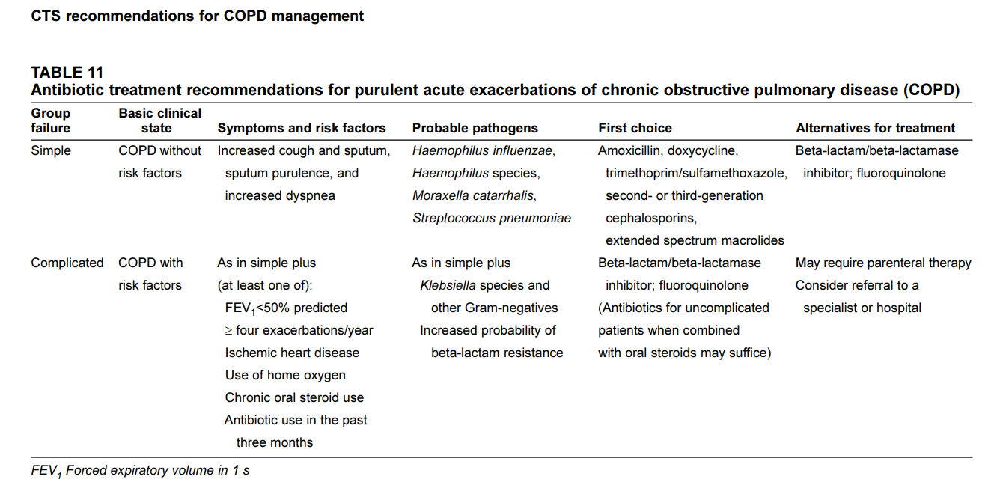 CTS recommendations for COPD management
TABLE 11
Antibiotic treatment recommendations for purulent acute exacerbations of chronic obstructive pulmonary disease (COPD)
Group failure
Basic clinical state
Symptoms and risk factors
Probable pathogens
First choice
Alternatives for treatment
Simple
COPD without
risk factors
Increased cough and sputum,
sputum purulence, and
increased dyspnea
Haemophilus influenzae,
Haemophilus species,
Moraxella catarrhalis,
Streptococcus pneumoniae
Amoxicillin, doxycycline,
trimethoprim/sulfamethoxazole,
second- or third-generation
cephalosporins,
extended spectrum macrolides
Beta-lactam/beta-lactamase
inhibitor; fluoroquinolone
Complicated
COPD with
risk factors
As in simple plus
(at least one of):
FEV1<50% predicted
≥ four exacerbations/year
Ischemic heart disease
Use of home oxygen
Chronic oral steroid use
Antibiotic use in the past
three months
As in simple plus
Klebsiella species and
other Gram-negatives
Increased probability of
beta-lactam resistance
Beta-lactam/beta-lactamase
inhibitor; fluoroquinolone
(Antibiotics for uncomplicated
patients when combined
with oral steroids may suffice)
May require parenteral therapy
Consider referral to a
specialist or hospital
FEV1 Forced expiratory volume in 1 s